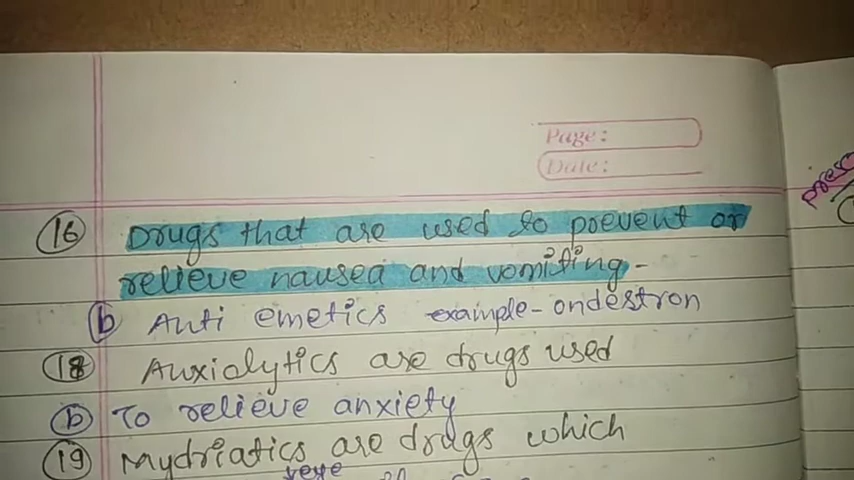 Page:
Date:
16 Drugs that are used to prevent or
relieve nausea and vomiting-
b Anti emetics example-ondestron
18 Anxiolytics are drugs used
b To relieve anxiety
19 Mydriatics are drugs which